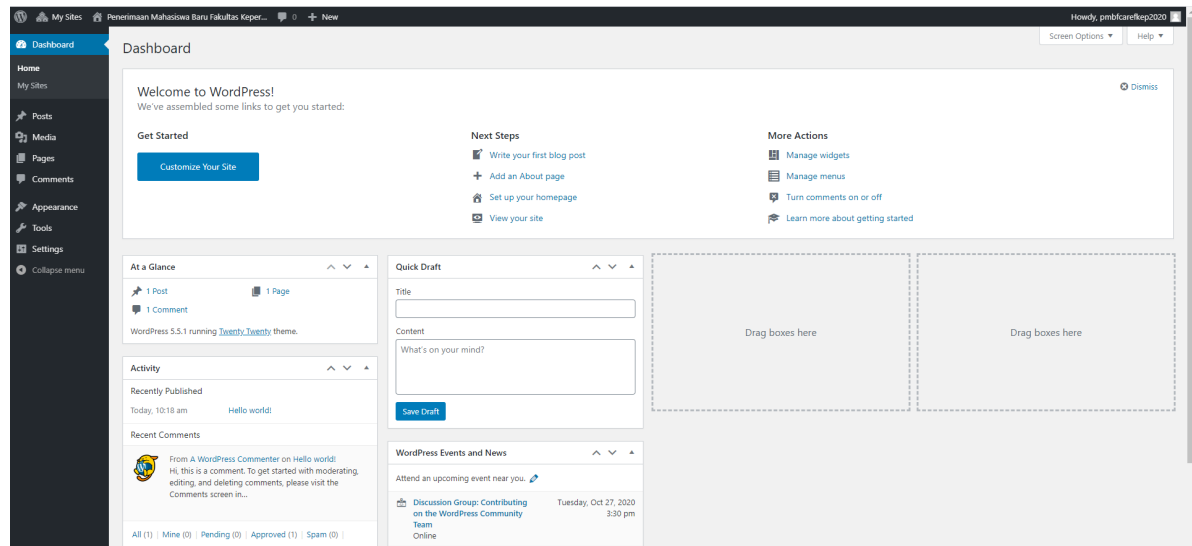 My Sites
Penerimaan Mahasiswa Baru Fakultas Keper...
0
New
Howdy, pmbfcarefkep2020
Dashboard
Home
My Sites
Posts
Media
Pages
Comments
Appearance
Tools
Settings
Collapse menu
Dashboard
Screen Options
Help
Welcome to WordPress!
We've assembled some links to get you started:
Dismiss
Get Started
Customize Your Site
Next Steps
Write your first blog post
Add an About page
Set up your homepage
View your site
More Actions
Manage widgets
Manage menus
Turn comments on or off
Learn more about getting started
At a Glance
1 Post
1 Page
1 Comment
WordPress 5.5.1 running Twenty Twenty theme.
Activity
Recently Published
Today, 10:18 am Hello world!
Recent Comments
From A WordPress Commenter on Hello world!
Hi, this is a comment. To get started with moderating,
editing, and deleting comments, please visit the
Comments screen in...
All (1) | Mine (0) | Pending (0) | Approved (1) | Spam (0) |
Quick Draft
Title
Content
What's on your mind?
Save Draft
WordPress Events and News
Attend an upcoming event near you.
Discussion Group: Contributing
on the WordPress Community
Team
Online
Tuesday, Oct 27, 2020
3:30 pm
Drag boxes here
Drag boxes here